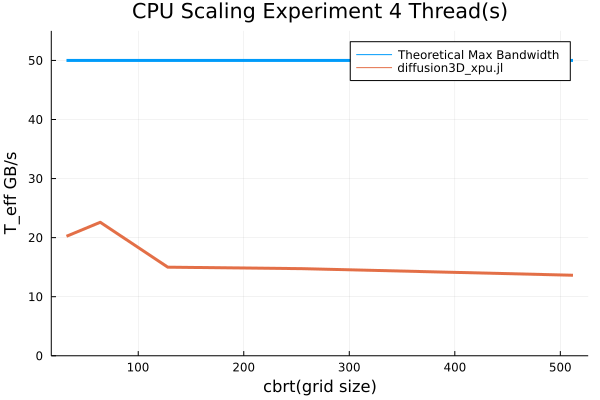 CPU Scaling Experiment 4 Thread(s)
Theoretical Max Bandwidth
diffusion3D_xpu.jl
T_eff GB/s
50
40
30
20
10
0
100 200 300 400 500
cbrt(grid size)